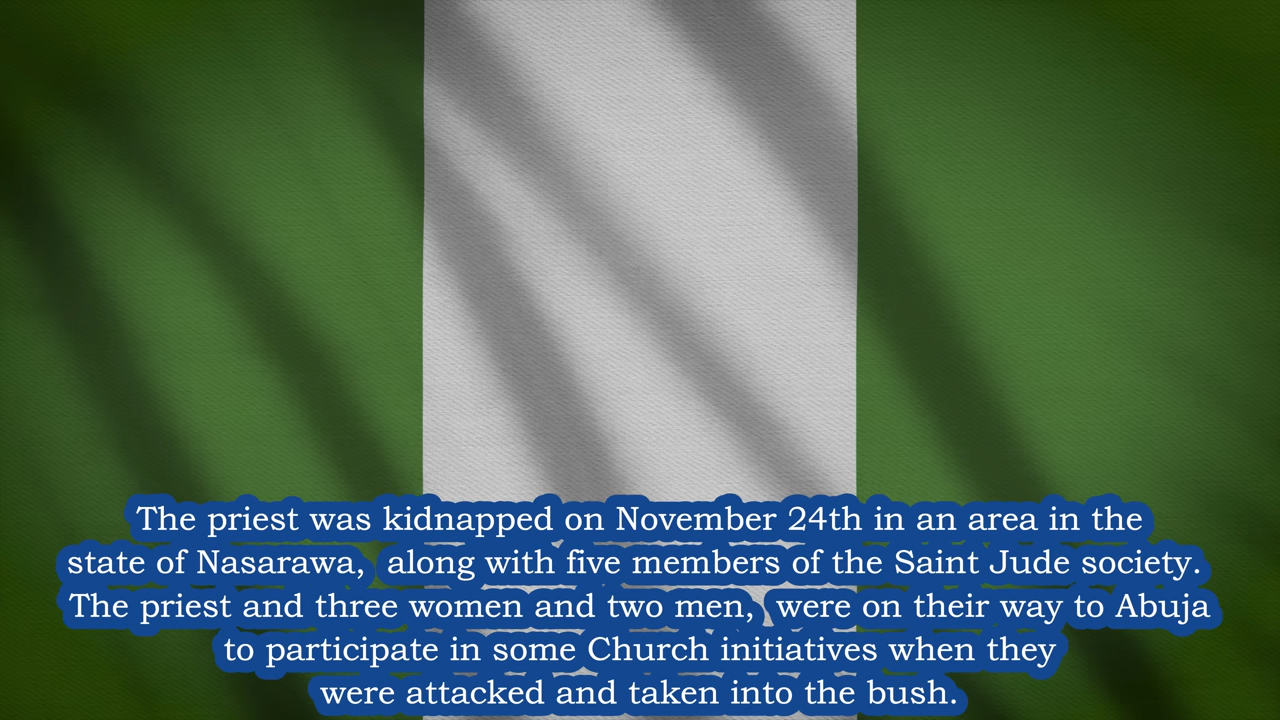 The priest was kidnapped on November 24th in an area in the
state of Nasarawa,  along with five members of the Saint Jude society.
The priest and three women and two men,  were on their way to Abuja
to participate in some Church initiatives when they
were attacked and taken into the bush.